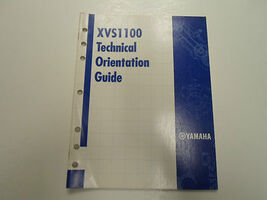 XVS1100
Technical
Orientation
Guide
YAMAHA